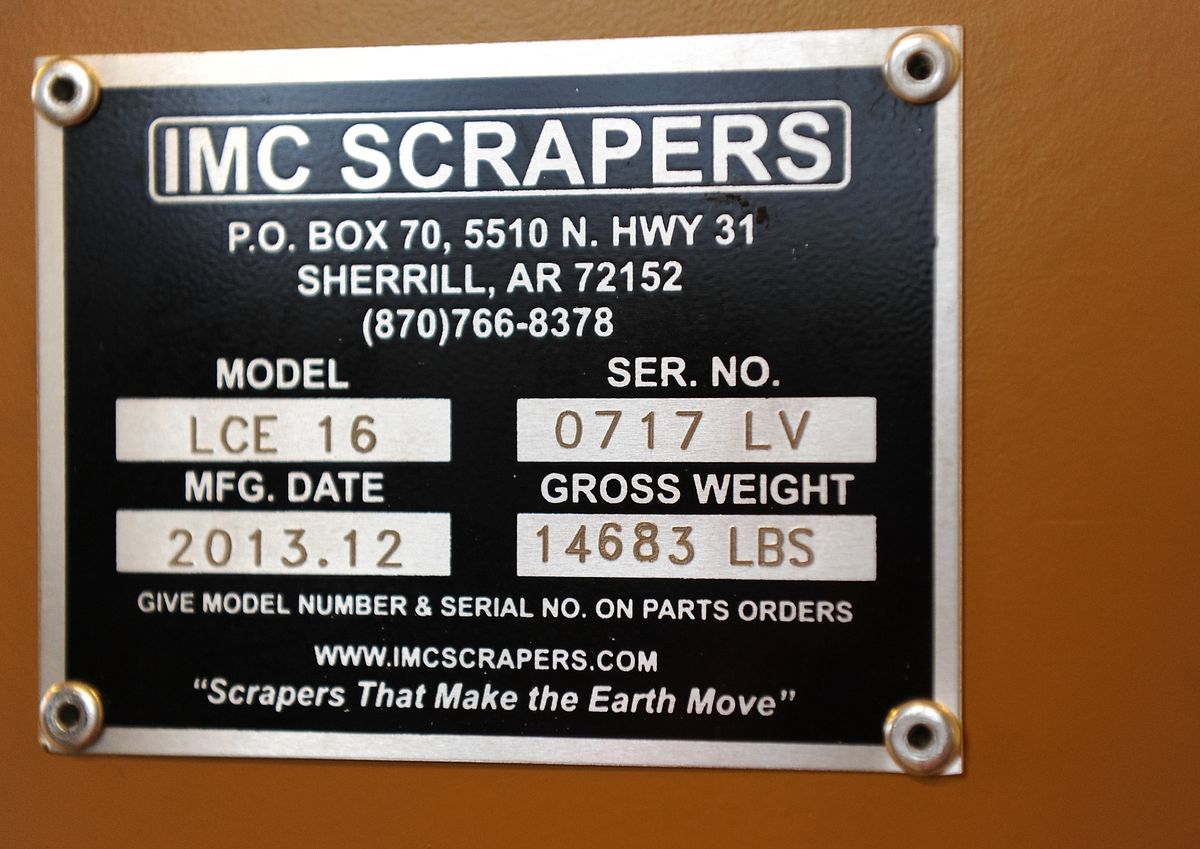 IMC SCRAPERS
P.O. BOX 70, 5510 N. HWY 31
SHERRILL, AR 72152
(870)766-8378
MODEL SER. NO.
LCE 16 0717 LV
MFG. DATE GROSS WEIGHT
2013.12 14683 LBS
GIVE MODEL NUMBER & SERIAL NO. ON PARTS ORDERS
WWW.IMCSCRAPERS.COM
“Scrapers That Make the Earth Move”